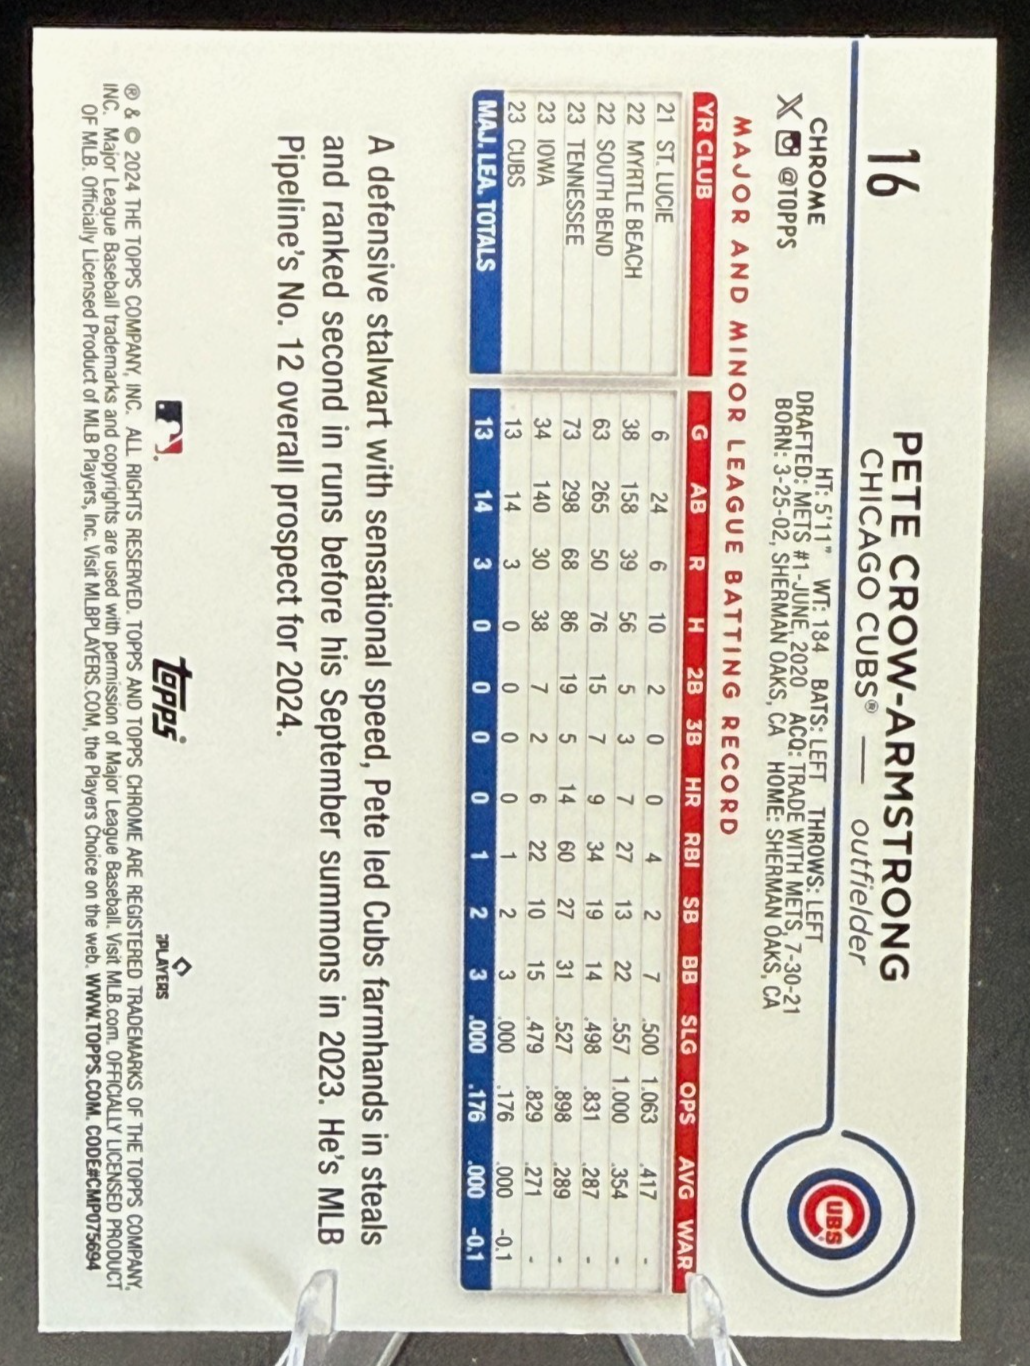 16
PETE CROW-ARMSTRONG
CHICAGO CUBS® — outfielder
CUBS
CHROME
X @TOPPS
HT: 5'11" WT: 184 BATS: LEFT THROWS: LEFT
DRAFTED: METS #1-JUNE, 2020 ACQ: TRADE WITH METS, 7-30-21
BORN: 3-25-02, SHERMAN OAKS, CA HOME: SHERMAN OAKS, CA
MAJOR AND MINOR LEAGUE BATTING RECORD
YR CLUB G AB R H 2B 3B HR RBI SB BB SLG OPS AVG WAR
21 ST. LUCIE 6 24 6 10 2 0 0 4 2 7 .500 1.063 .417 -
22 MYRTLE BEACH 38 158 39 56 5 3 7 27 13 22 .557 1.000 .354 -
22 SOUTH BEND 63 265 50 76 15 7 9 34 19 14 .498 .831 .287 -
23 TENNESSEE 73 298 68 86 19 5 14 60 27 31 .527 .898 .289 -
23 IOWA 34 140 30 38 7 2 6 22 10 15 .479 .829 .271 -
23 CUBS 13 14 3 0 0 0 0 1 2 3 .000 .176 .000 -0.1
MAJ. LEA. TOTALS 13 14 3 0 0 0 0 1 2 3 .000 .176 .000 -0.1
A defensive stalwart with sensational speed, Pete led Cubs farmhands in steals
and ranked second in runs before his September summons in 2023. He's MLB
Pipeline's No. 12 overall prospect for 2024.
topps
PLAYERS
® & © 2024 THE TOPPS COMPANY, INC. ALL RIGHTS RESERVED. TOPPS AND TOPPS CHROME ARE REGISTERED TRADEMARKS OF THE TOPPS COMPANY,
INC. Major League Baseball trademarks and copyrights are used with permission of Major League Baseball. Visit MLB.com. OFFICIALLY LICENSED PRODUCT
OF MLB. Officially Licensed Product of MLB Players, Inc. Visit MLBPLAYERS.COM, the Players Choice on the web. WWW.TOPPS.COM. CODE#CMP075694